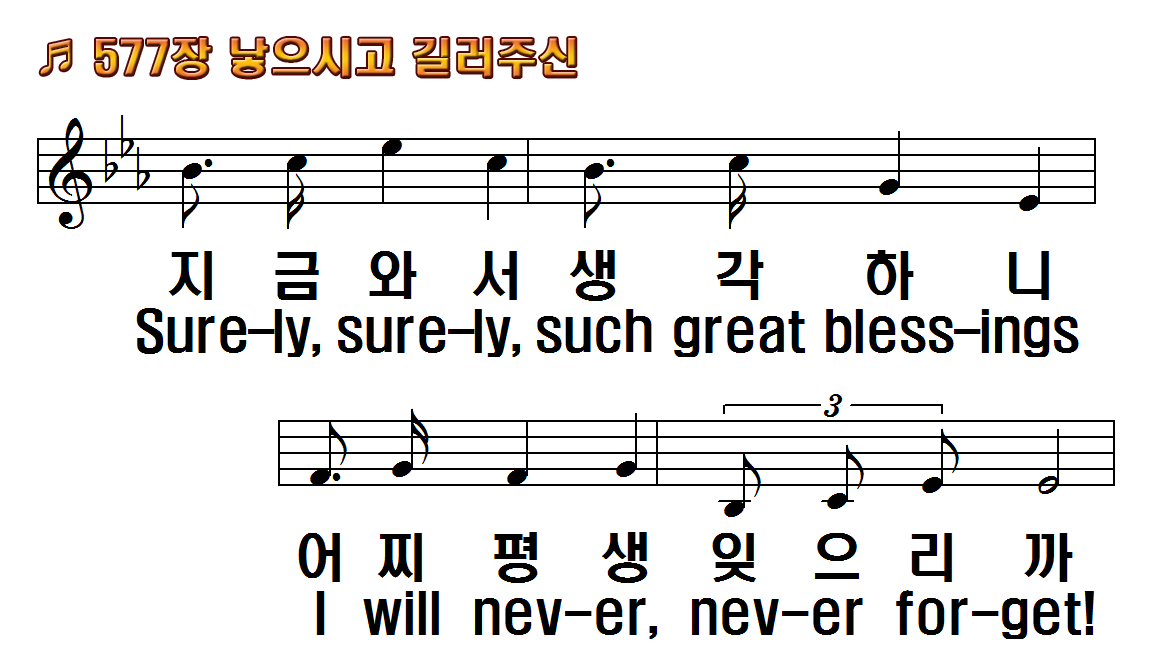 ♬ 577장 낳으시고 길러주신
지 금 와 서 생 각 하 니
Sure-ly, sure-ly, such great bless-ings
3
어 찌 평 생 잊 으 리 까
I will nev-er, nev-er for-get!